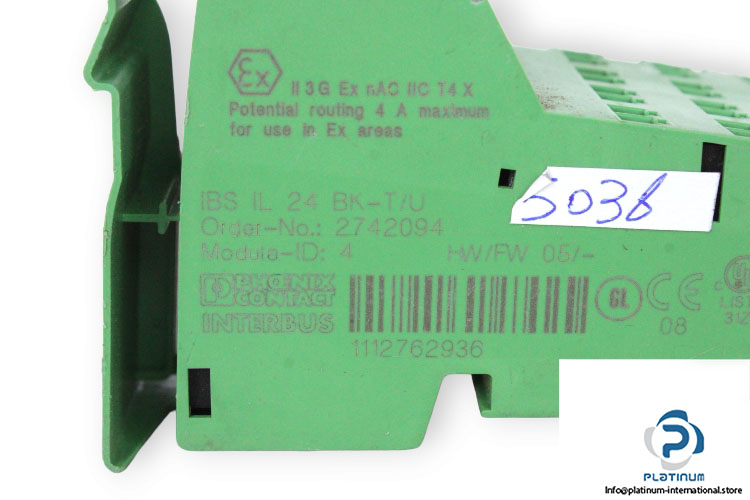 Ex II 3 G Ex nAC IIC T4 X
Potential routing 4 A maximum
for use in Ex areas
IBS IL 24 BK-T/U
Order-No.: 2742094
Module-ID: 4 HW/FW 05/-
PHŒNIX
CONTACT
INTERBUS
1112762936
GL CE
08
5038
PLATINUM
Info@platinum-international.store